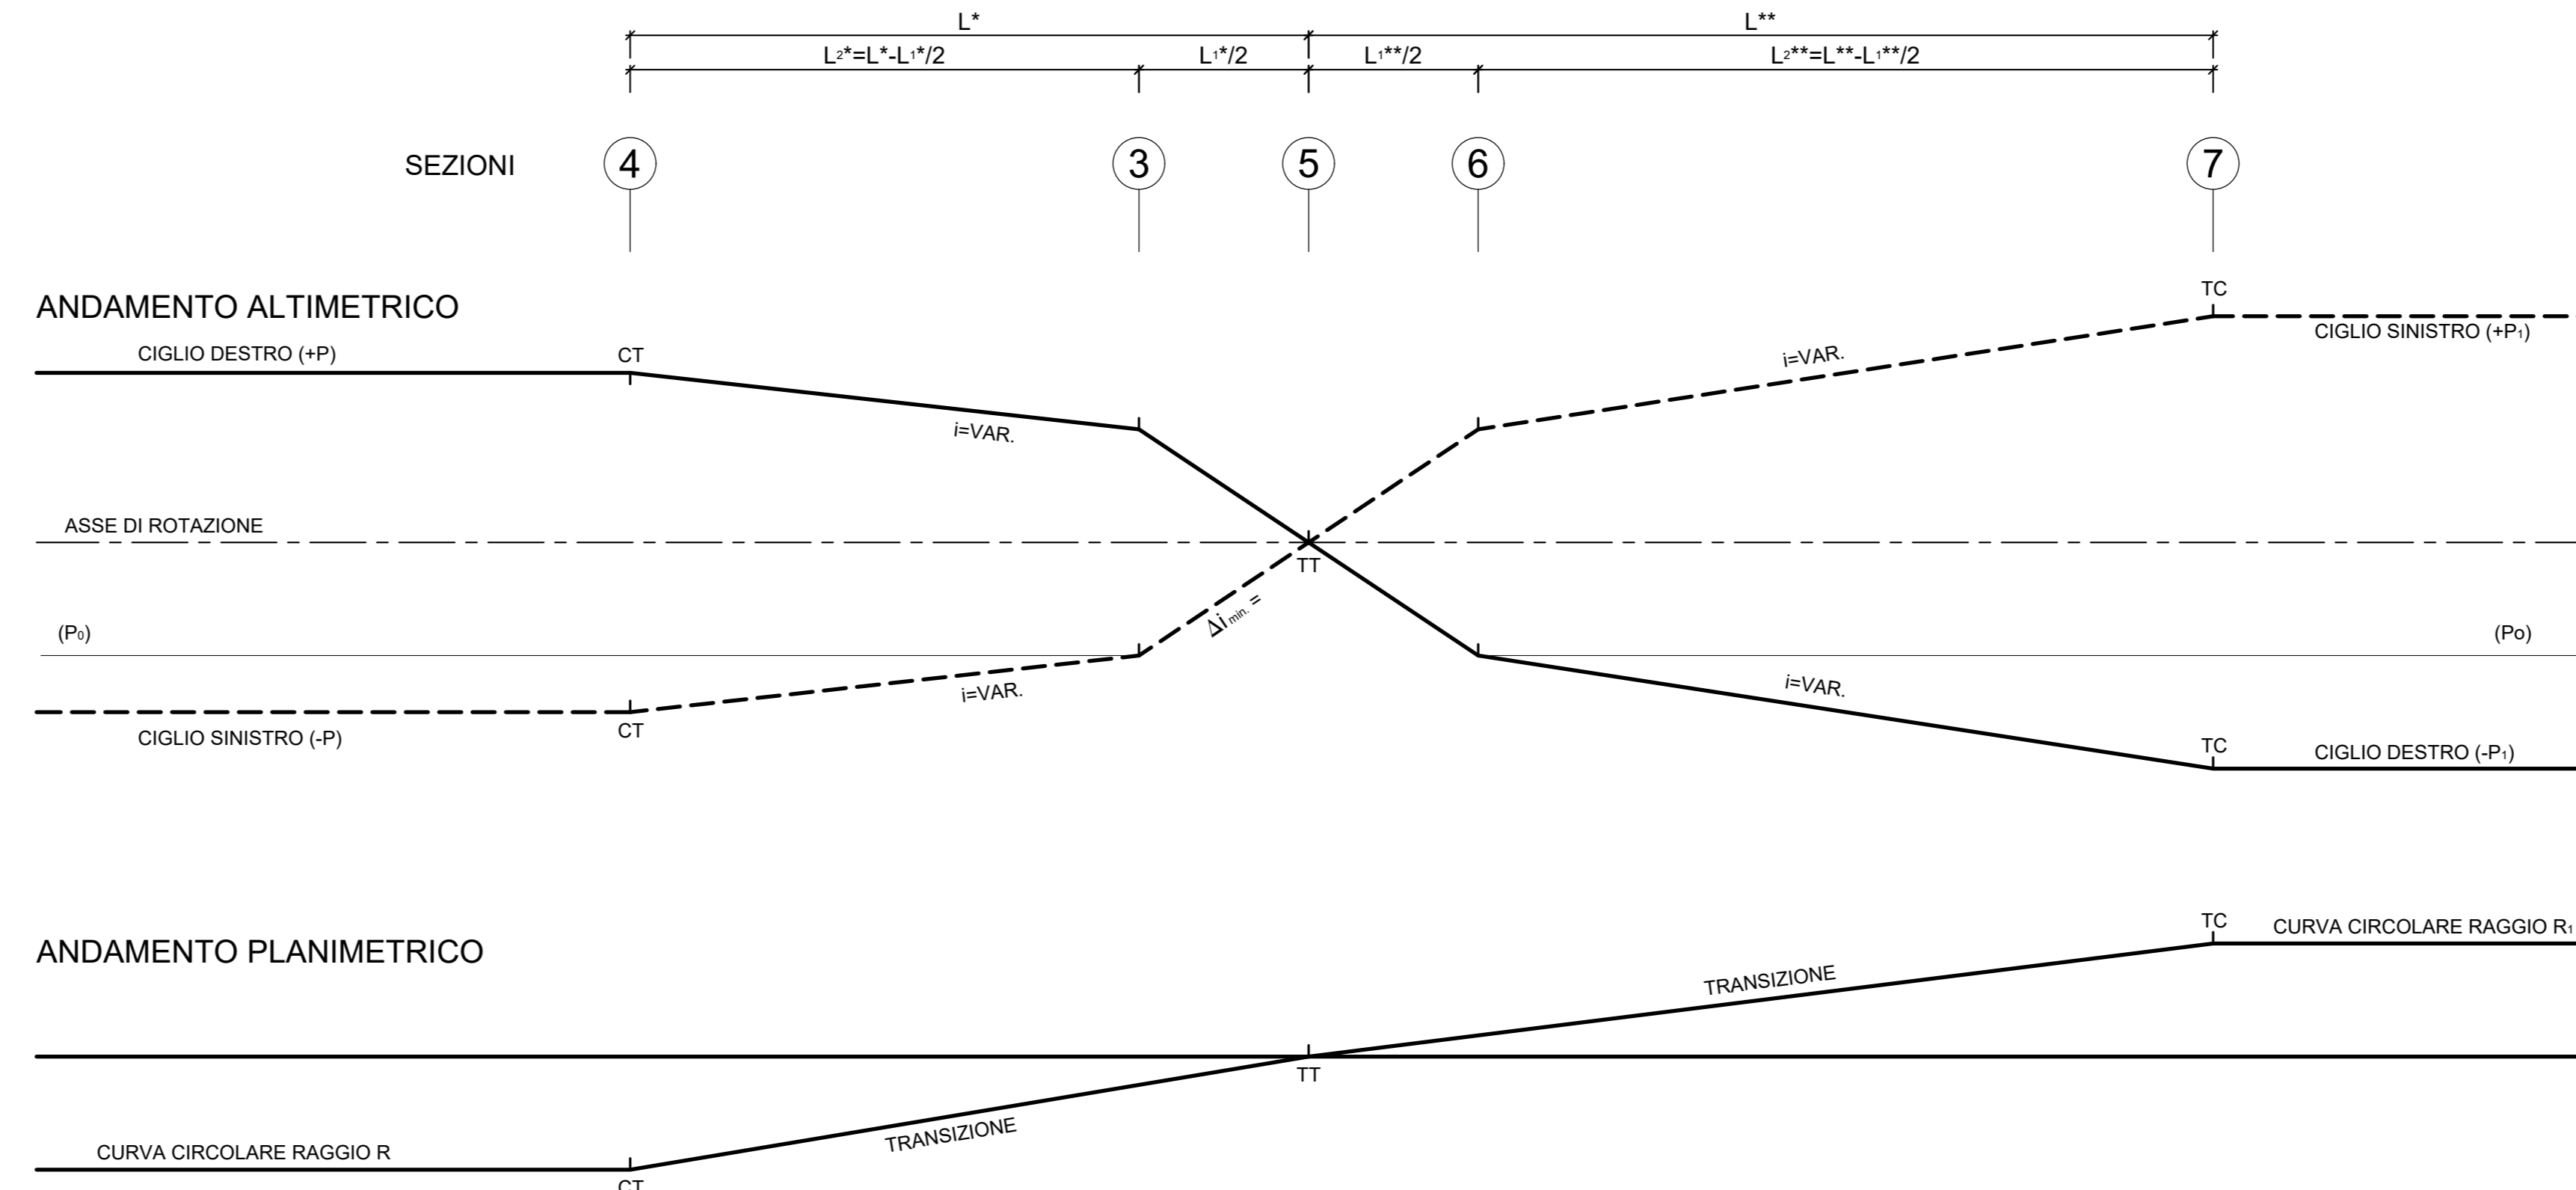 L*
L**
L2*=L*-L1*/2
L1*/2
L1**/2
L2**=L**-L1**/2
SEZIONI
4
3
5
6
7
ANDAMENTO ALTIMETRICO
TC
CIGLIO SINISTRO (+P1)
CIGLIO DESTRO (+P)
CT
i=VAR.
i=VAR.
ASSE DI ROTAZIONE
TT
Δi min. =
(P0)
(Po)
i=VAR.
i=VAR.
CIGLIO SINISTRO (-P)
CT
TC
CIGLIO DESTRO (-P1)
ANDAMENTO PLANIMETRICO
TC
CURVA CIRCOLARE RAGGIO R1
TRANSIZIONE
TT
TRANSIZIONE
CURVA CIRCOLARE RAGGIO R
CT